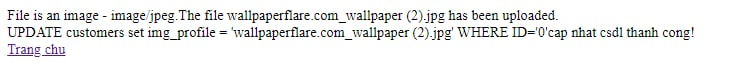 File is an image - image/jpeg.The file wallpaperflare.com_wallpaper (2).jpg has been uploaded.
UPDATE customers set img_profile = 'wallpaperflare.com_wallpaper (2).jpg' WHERE ID='0'cap nhat csdl thanh cong!
Trang chu